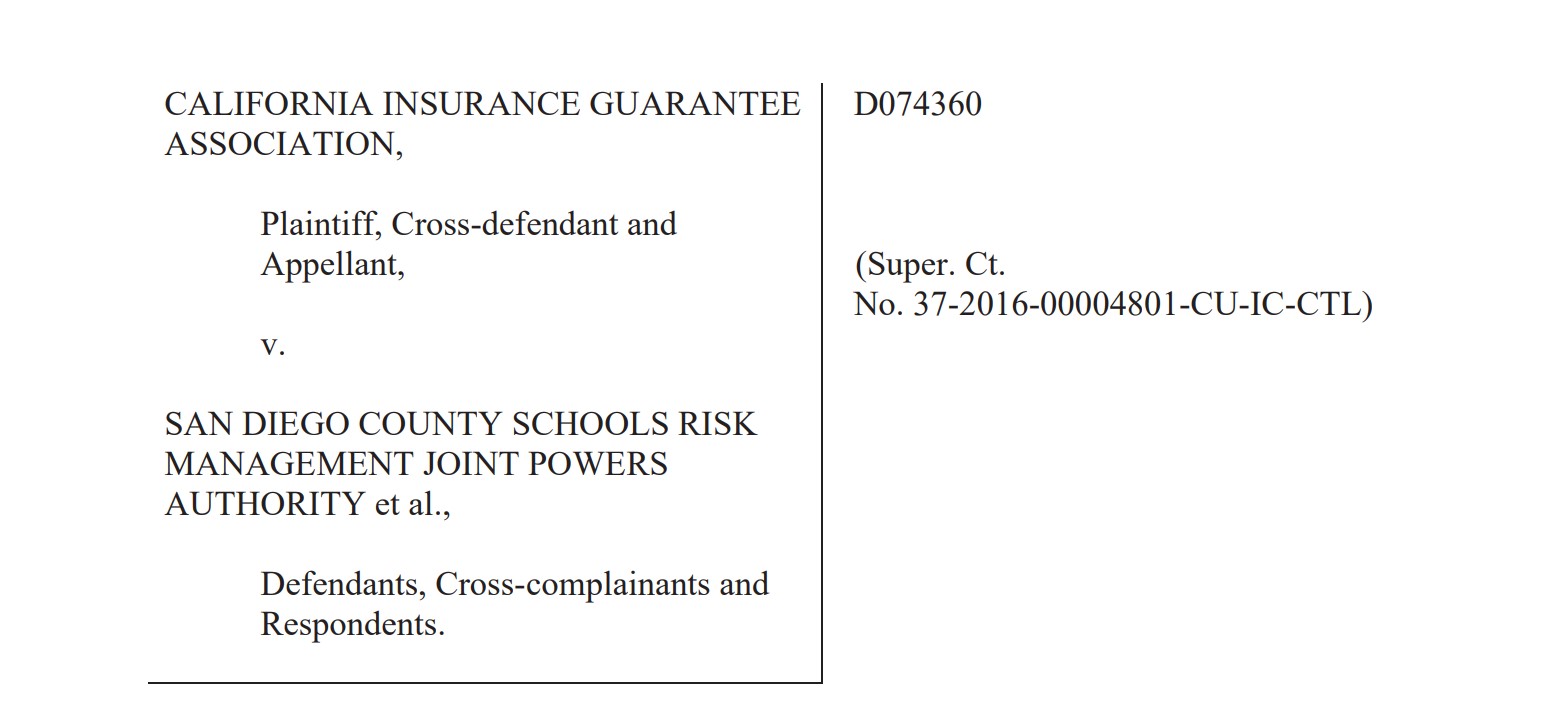 CALIFORNIA INSURANCE GUARANTEE
ASSOCIATION,
Plaintiff, Cross-defendant and
Appellant,
v.
SAN DIEGO COUNTY SCHOOLS RISK
MANAGEMENT JOINT POWERS
AUTHORITY et al.,
Defendants, Cross-complainants and
Respondents.
D074360
(Super. Ct.
No. 37-2016-00004801-CU-IC-CTL)